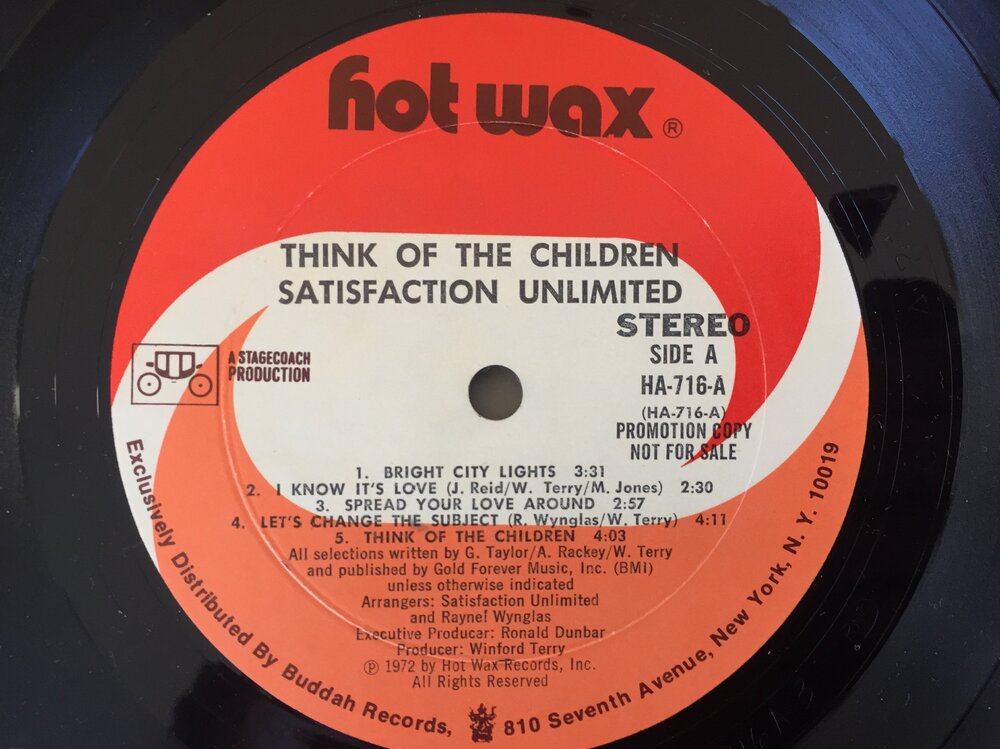 hot wax ®
THINK OF THE CHILDREN
SATISFACTION UNLIMITED
STEREO
SIDE A
HA-716-A
(HA-716-A)
PROMOTION COPY
NOT FOR SALE
A STAGECOACH
PRODUCTION
1. BRIGHT CITY LIGHTS 3:31
2. I KNOW IT'S LOVE (J. Reid/W. Terry/M. Jones) 2:30
3. SPREAD YOUR LOVE AROUND 2:57
4. LET'S CHANGE THE SUBJECT (R. Wynglas/W. Terry) 4:11
5. THINK OF THE CHILDREN 4:03
All selections written by G. Taylor/A. Rackey/W. Terry
and published by Gold Forever Music, Inc. (BMI)
unless otherwise indicated
Arrangers: Satisfaction Unlimited
and Raynel Wynglas
Executive Producer: Ronald Dunbar
Producer: Winford Terry
℗ 1972 by Hot Wax Records, Inc.
All Rights Reserved
Exclusively Distributed By Buddah Records, 810 Seventh Avenue, New York, N. Y. 10019